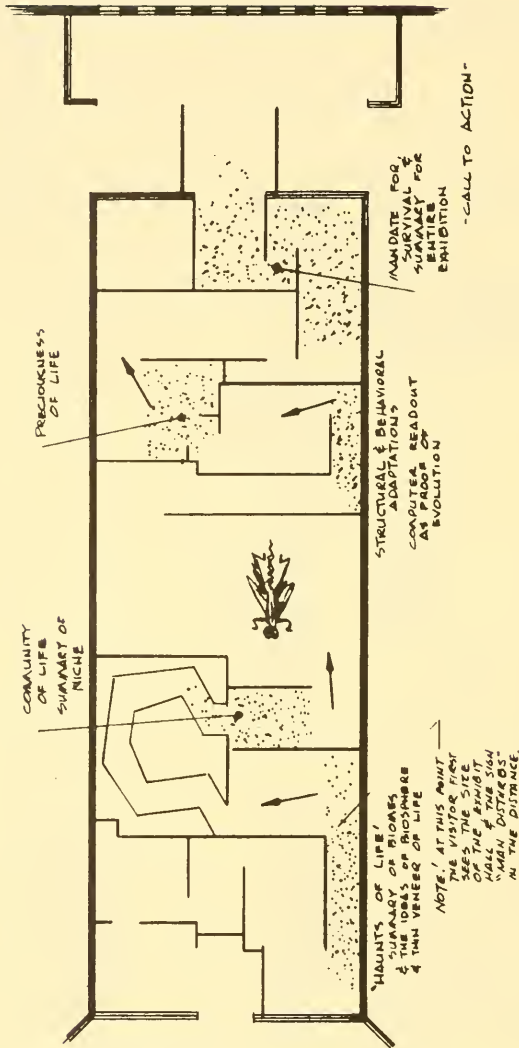 COMMUNITY
OF LIFE
SUMMARY OF
NICHE
PRECIOUSNESS
OF LIFE
'HAUNTS OF LIFE'
SUMMARY OF BIOMES
& THE IDEAS OF BIOSPHERE
& THIN VENEER OF LIFE
NOTE! AT THIS POINT
THE VISITOR FIRST
SEES THE SIZE
OF THE EXHIBIT
HALL & THE SIGN
"MAN DISTURBS"
IN THE DISTANCE.
STRUCTURAL & BEHAVIORAL
ADAPTATIONS
COMPUTER READOUT
AS PROOF OF
EVOLUTION
MANDATE FOR
SURVIVAL &
SUMMARY FOR
ENTIRE
EXHIBITION
-CALL TO ACTION-